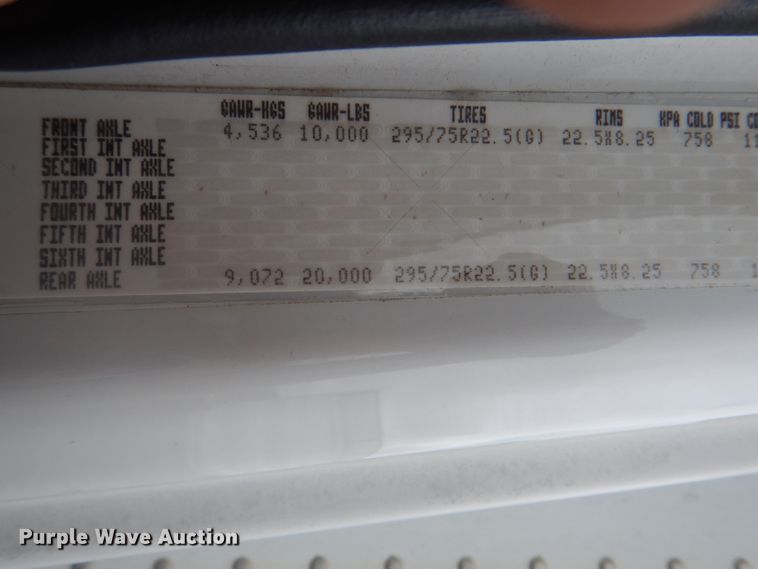 GAWR-KGS GAWR-LBS TIRES RIMS KPA COLD PSI
FRONT AXLE 4,536 10,000 295/75R22.5(G) 22.5X8.25 758
FIRST INT AXLE
SECOND INT AXLE
THIRD INT AXLE
FOURTH INT AXLE
FIFTH INT AXLE
SIXTH INT AXLE
REAR AXLE 9,072 20,000 295/75R22.5(G) 22.5X8.25 758
Purple Wave Auction